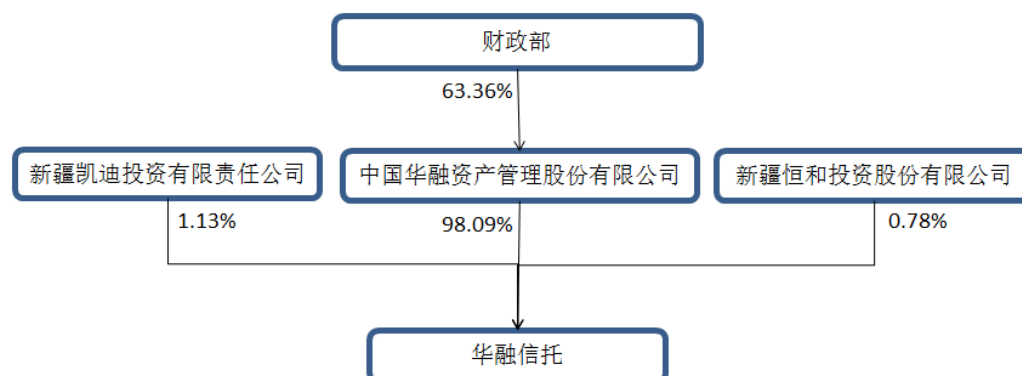 财政部
63.36%
新疆凯迪投资有限责任公司
中国华融资产管理股份有限公司
新疆恒和投资股份有限公司
1.13%
98.09%
0.78%
华融信托